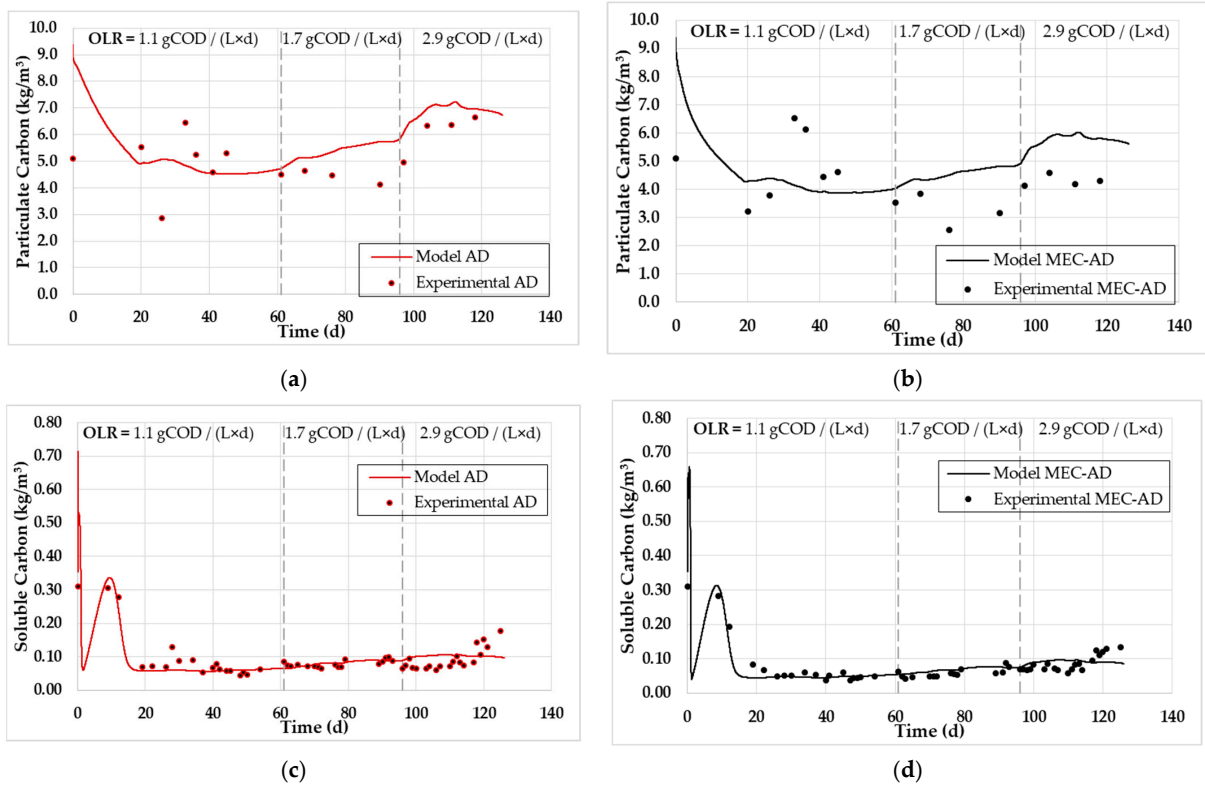 OLR = 1.1 gCOD / (L×d) 1.7 gCOD / (L×d) 2.9 gCOD / (L×d)
Particulate Carbon (kg/m³)
10.0
9.0
8.0
7.0
6.0
5.0
4.0
3.0
2.0
1.0
0.0
Model AD
Experimental AD
0 20 40 60 80 100 120 140
Time (d)
(a)
OLR = 1.1 gCOD / (L×d) 1.7 gCOD / (L×d) 2.9 gCOD / (L×d)
Particulate Carbon (kg/m³)
10.0
9.0
8.0
7.0
6.0
5.0
4.0
3.0
2.0
1.0
0.0
Model MEC-AD
Experimental MEC-AD
0 20 40 60 80 100 120 140
Time (d)
(b)
OLR = 1.1 gCOD / (L×d) 1.7 gCOD / (L×d) 2.9 gCOD / (L×d)
Soluble Carbon (kg/m³)
0.80
0.70
0.60
0.50
0.40
0.30
0.20
0.10
0.00
Model AD
Experimental AD
0 20 40 60 80 100 120 140
Time (d)
(c)
OLR = 1.1 gCOD / (L×d) 1.7 gCOD / (L×d) 2.9 gCOD / (L×d)
Soluble Carbon (kg/m³)
0.80
0.70
0.60
0.50
0.40
0.30
0.20
0.10
0.00
Model MEC-AD
Experimental MEC-AD
0 20 40 60 80 100 120 140
Time (d)
(d)